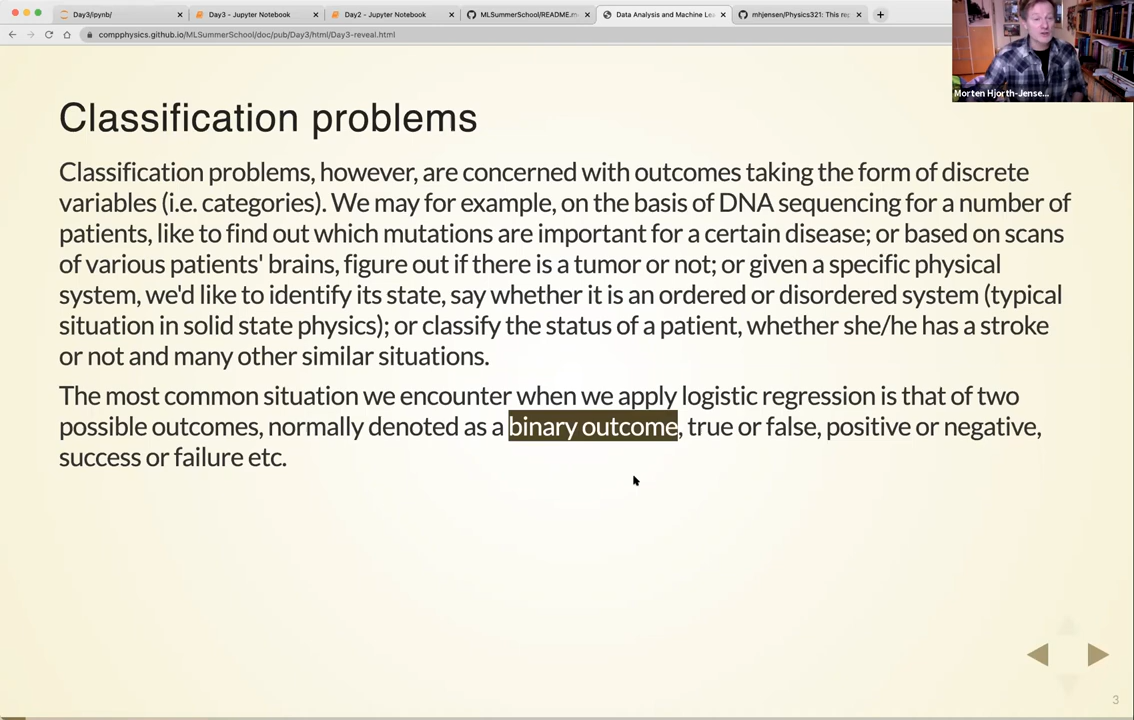 Day3/ipynb/
Day3 - Jupyter Notebook
Day2 - Jupyter Notebook
MLSummerSchool/README.m
Data Analysis and Machine Le
mhjensen/Physics321: This re
compphysics.github.io/MLSummerSchool/doc/pub/Day3/html/Day3-reveal.html
Morten Hjorth-Jense...
Classification problems
Classification problems, however, are concerned with outcomes taking the form of discrete
variables (i.e. categories). We may for example, on the basis of DNA sequencing for a number of
patients, like to find out which mutations are important for a certain disease; or based on scans
of various patients' brains, figure out if there is a tumor or not; or given a specific physical
system, we'd like to identify its state, say whether it is an ordered or disordered system (typical
situation in solid state physics); or classify the status of a patient, whether she/he has a stroke
or not and many other similar situations.
The most common situation we encounter when we apply logistic regression is that of two
possible outcomes, normally denoted as a binary outcome, true or false, positive or negative,
success or failure etc.
3